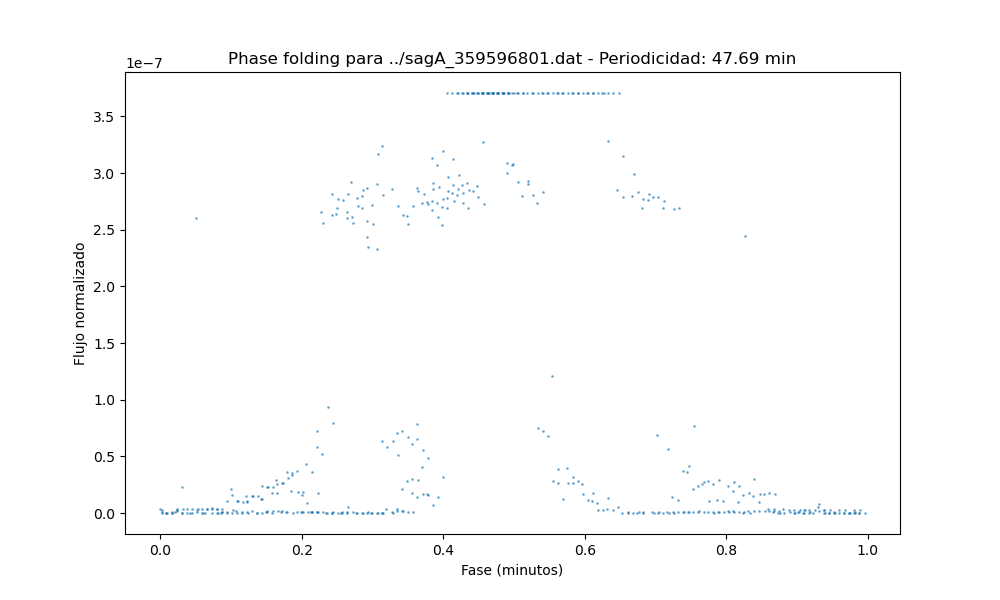 Phase folding para ../sagA_359596801.dat - Periodicidad: 47.69 min
1e−7
3.5
3.0
2.5
2.0
1.5
1.0
0.5
0.0
Flujo normalizado
0.0 0.2 0.4 0.6 0.8 1.0
Fase (minutos)